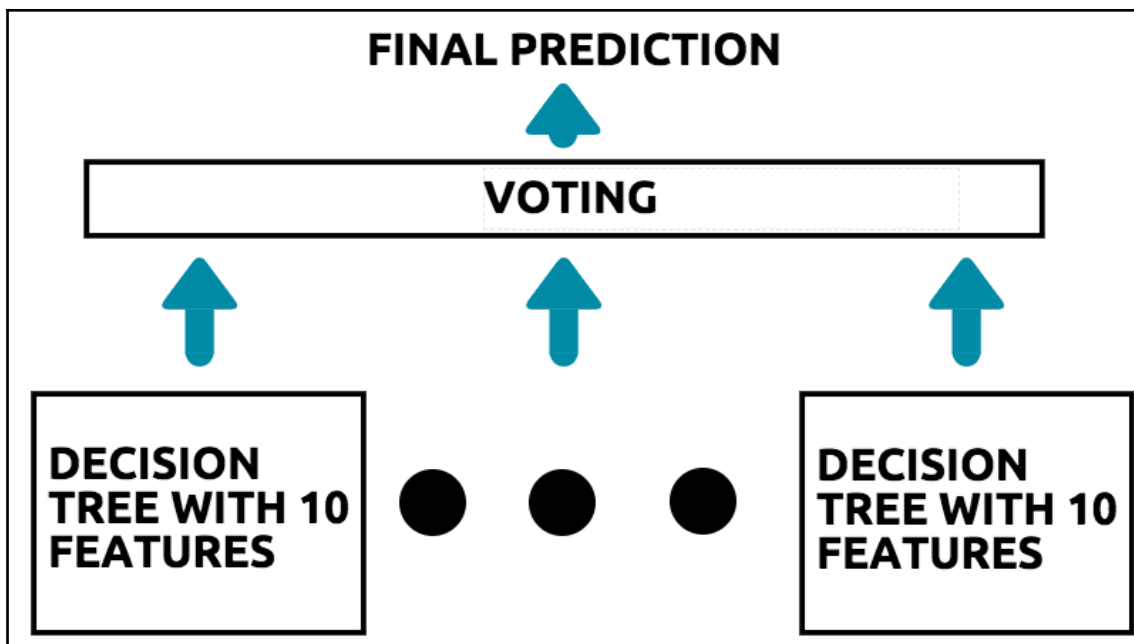 FINAL PREDICTION
VOTING
DECISION
TREE WITH 10
FEATURES
DECISION
TREE WITH 10
FEATURES